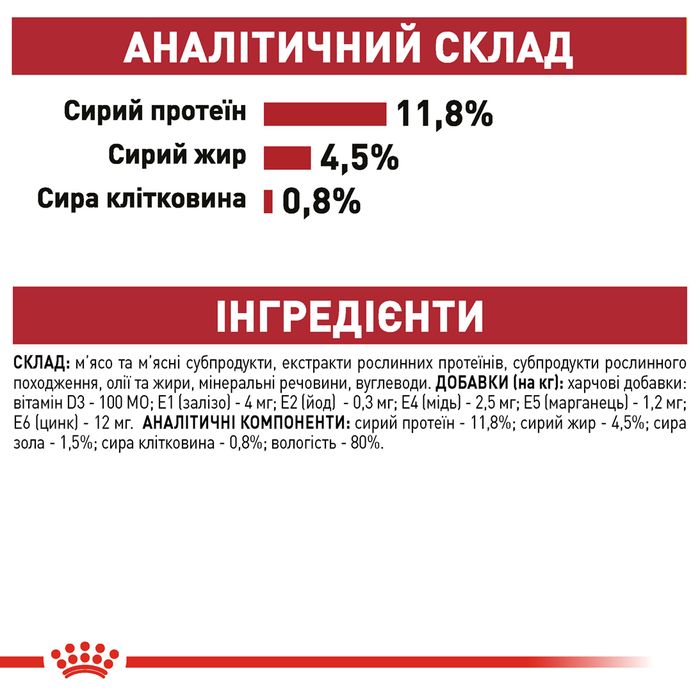 АНАЛІТИЧНИЙ СКЛАД
Сирий протеїн 11,8%
Сирий жир 4,5%
Сира клітковина 0,8%
ІНГРЕДІЄНТИ
СКЛАД: м'ясо та м'ясні субпродукти, екстракти рослинних протеїнів, субпродукти рослинного
походження, олії та жири, мінеральні речовини, вуглеводи. ДОБАВКИ (на кг): харчові добавки:
вітамін D3 - 100 МО; Е1 (залізо) - 4 мг; Е2 (йод) - 0,3 мг; Е4 (мідь) - 2,5 мг; Е5 (марганець) - 1,2 мг;
Е6 (цинк) - 12 мг. АНАЛІТИЧНІ КОМПОНЕНТИ: сирий протеїн - 11,8%; сирий жир - 4,5%; сира
зола - 1,5%; сира клітковина - 0,8%; вологість - 80%.